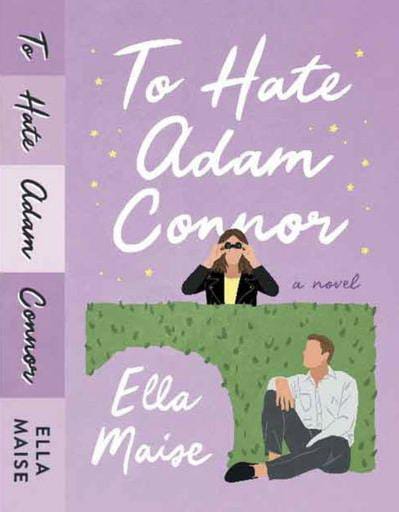 To Hate Adam Connor
ELLA MAISE
To Hate
Adam
Connor
a novel
Ella
Maise